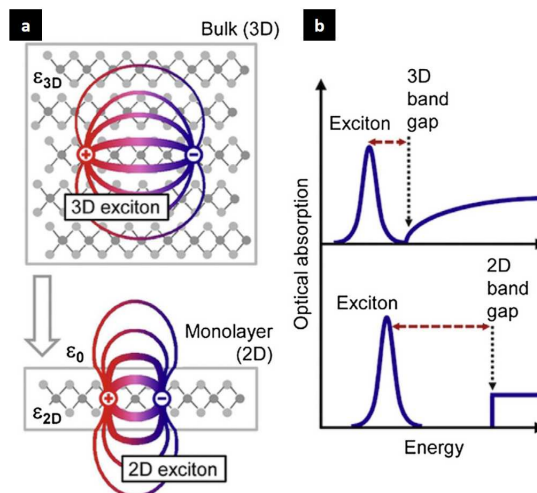 a
Bulk (3D)
ε3D
+
−
3D exciton
Monolayer
(2D)
ε0
ε2D
+
−
2D exciton
b
Optical absorption
Exciton
3D
band
gap
Exciton
2D
band
gap
Energy